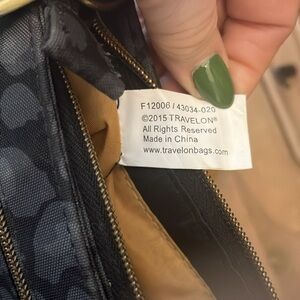 F12006 / 43034-020
©2015 TRAVELON®
All Rights Reserved
Made in China
www.travelonbags.com